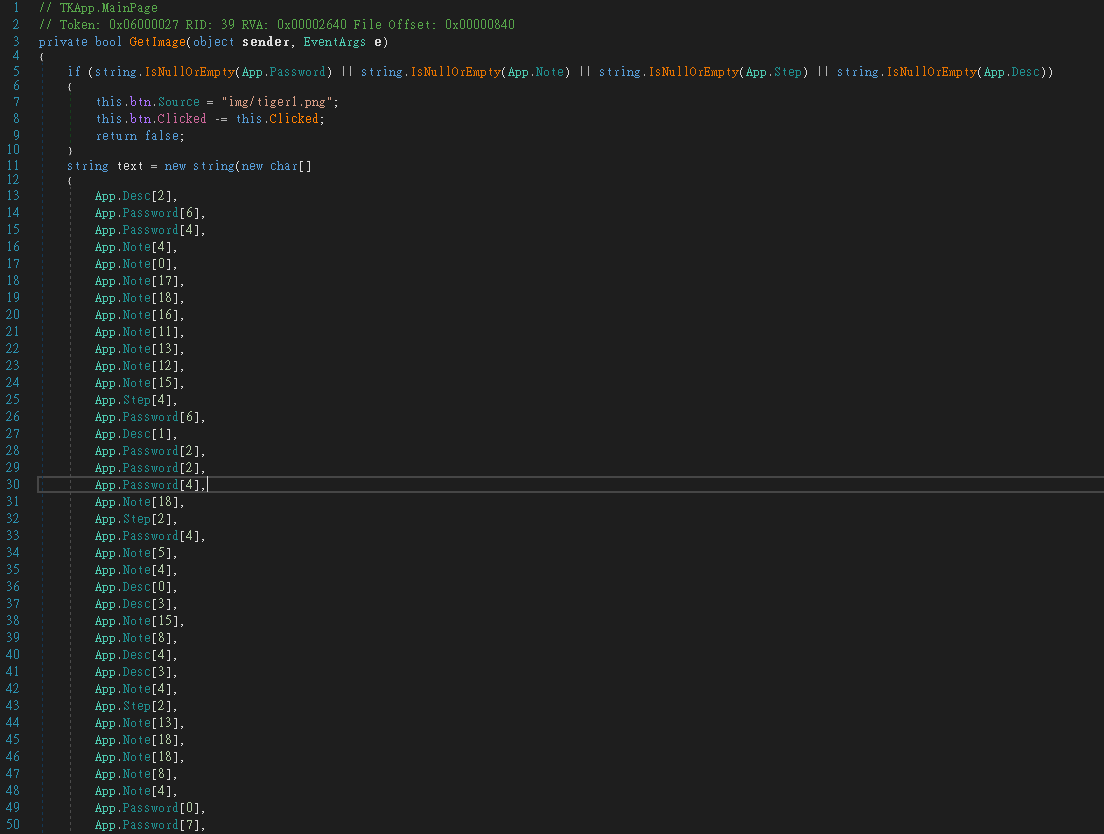 1 // TKApp.MainPage
2 // Token: 0x06000027 RID: 39 RVA: 0x00002640 File Offset: 0x00000840
3 private bool GetImage(object sender, EventArgs e)
4 {
5 if (string.IsNullOrEmpty(App.Password) || string.IsNullOrEmpty(App.Note) || string.IsNullOrEmpty(App.Step) || string.IsNullOrEmpty(App.Desc))
6 {
7 this.btn.Source = "img/tiger1.png";
8 this.btn.Clicked -= this.Clicked;
9 return false;
10 }
11 string text = new string(new char[]
12 {
13 App.Desc[2],
14 App.Password[6],
15 App.Password[4],
16 App.Note[4],
17 App.Note[0],
18 App.Note[17],
19 App.Note[18],
20 App.Note[16],
21 App.Note[11],
22 App.Note[13],
23 App.Note[12],
24 App.Note[15],
25 App.Step[4],
26 App.Password[6],
27 App.Desc[1],
28 App.Password[2],
29 App.Password[2],
30 App.Password[4],
31 App.Note[18],
32 App.Step[2],
33 App.Password[4],
34 App.Note[5],
35 App.Note[4],
36 App.Desc[0],
37 App.Desc[3],
38 App.Note[15],
39 App.Note[8],
40 App.Desc[4],
41 App.Desc[3],
42 App.Note[4],
43 App.Step[2],
44 App.Note[13],
45 App.Note[18],
46 App.Note[18],
47 App.Note[8],
48 App.Note[4],
49 App.Password[0],
50 App.Password[7],